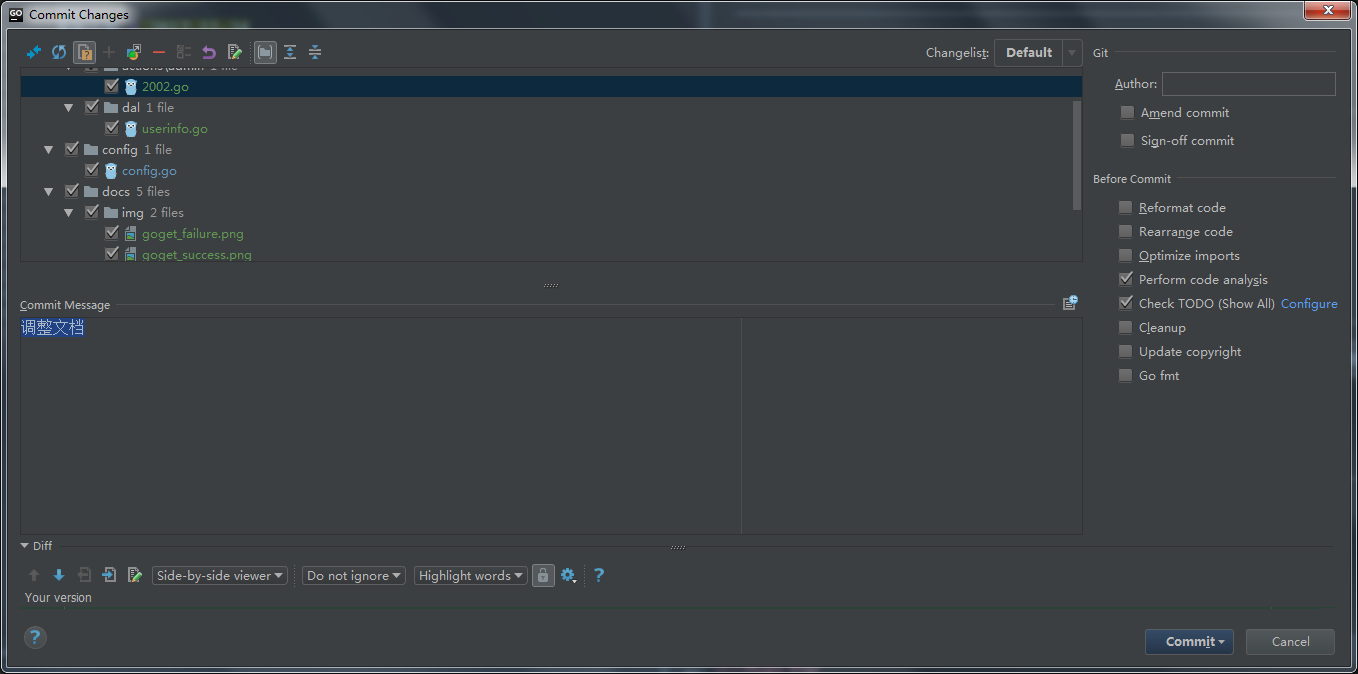 GO Commit Changes
Changelist: Default
actions\admin 1 file
2002.go
dal 1 file
userinfo.go
config 1 file
config.go
docs 5 files
img 2 files
goget_failure.png
goget_success.png
Commit Message
调整文档
Git
Author:
Amend commit
Sign-off commit
Before Commit
Reformat code
Rearrange code
Optimize imports
Perform code analysis
Check TODO (Show All) Configure
Cleanup
Update copyright
Go fmt
Diff
Side-by-side viewer Do not ignore Highlight words ?
Your version
? Commit Cancel